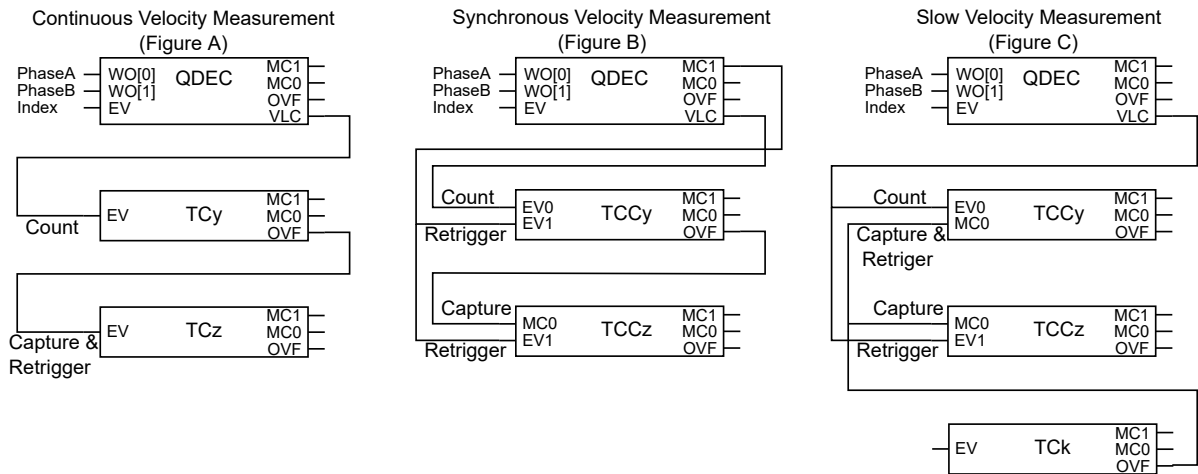 Continuous Velocity Measurement
(Figure A)
PhaseA
PhaseB
Index
WO[0]
WO[1]
EV
QDEC
MC1
MC0
OVF
VLC
Count
EV
TCy
MC1
MC0
OVF
Capture &
Retrigger
EV
TCz
MC1
MC0
OVF
Synchronous Velocity Measurement
(Figure B)
PhaseA
PhaseB
Index
WO[0]
WO[1]
EV
QDEC
MC1
MC0
OVF
VLC
Count
Retrigger
EV0
EV1
TCCy
MC1
MC0
OVF
Capture
Retrigger
MC0
EV1
TCCz
MC1
MC0
OVF
Slow Velocity Measurement
(Figure C)
PhaseA
PhaseB
Index
WO[0]
WO[1]
EV
QDEC
MC1
MC0
OVF
VLC
Count
Capture &
Retriger
EV0
MC0
TCCy
MC1
MC0
OVF
Capture
Retrigger
MC0
EV1
TCCz
MC1
MC0
OVF
EV
TCk
MC1
MC0
OVF